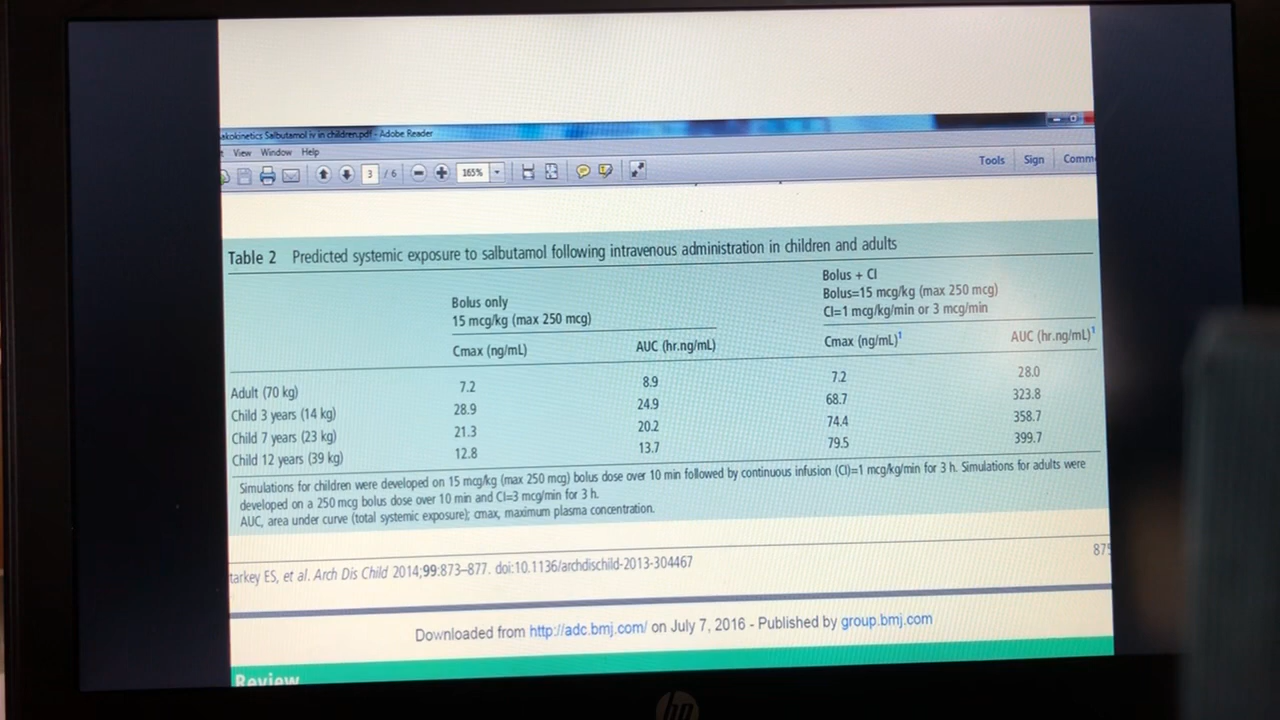 akokinetics Salbutamol iv in children.pdf - Adobe Reader
View Window Help
3 / 6 165% Tools Sign Comm
Table 2 Predicted systemic exposure to salbutamol following intravenous administration in children and adults
Bolus only
15 mcg/kg (max 250 mcg)
Bolus + CI
Bolus=15 mcg/kg (max 250 mcg)
CI=1 mcg/kg/min or 3 mcg/min
Cmax (ng/mL) AUC (hr.ng/mL) Cmax (ng/mL)1 AUC (hr.ng/mL)1
Adult (70 kg) 7.2 8.9 7.2 28.0
Child 3 years (14 kg) 28.9 24.9 68.7 323.8
Child 7 years (23 kg) 21.3 20.2 74.4 358.7
Child 12 years (39 kg) 12.8 13.7 79.5 399.7
Simulations for children were developed on 15 mcg/kg (max 250 mcg) bolus dose over 10 min followed by continuous infusion (CI)=1 mcg/kg/min for 3 h. Simulations for adults were
developed on a 250 mcg bolus dose over 10 min and CI=3 mcg/min for 3 h.
AUC, area under curve (total systemic exposure); cmax, maximum plasma concentration.
tarkey ES, et al. Arch Dis Child 2014;99:873–877. doi:10.1136/archdischild-2013-304467 875
Downloaded from http://adc.bmj.com/ on July 7, 2016 - Published by group.bmj.com
Review
hp